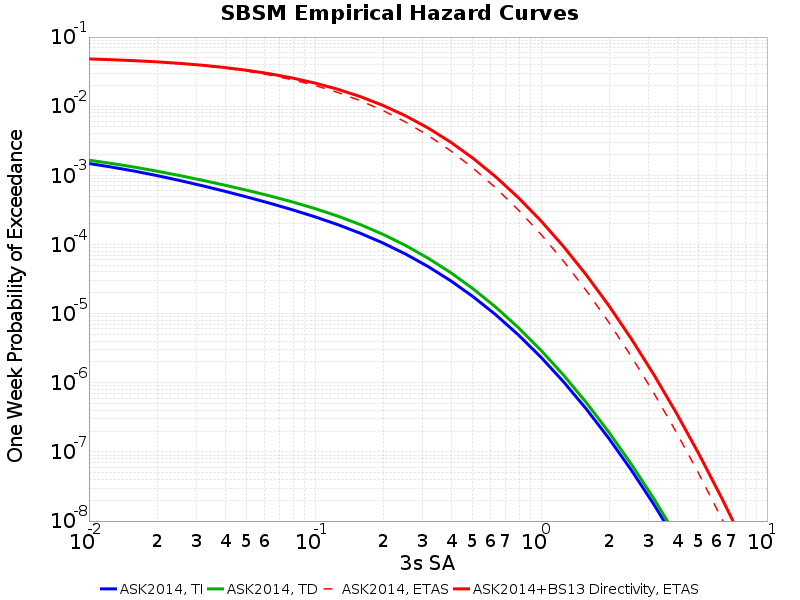 SBSM Empirical Hazard Curves
One Week Probability of Exceedance
10-1
10-2
10-3
10-4
10-5
10-6
10-7
10-8
10-2 2 3 4 5 6 10-1 2 3 4 5 6 7 100 2 3 4 5 6 7 101
3s SA
ASK2014, TI ASK2014, TD ASK2014, ETAS ASK2014+BS13 Directivity, ETAS